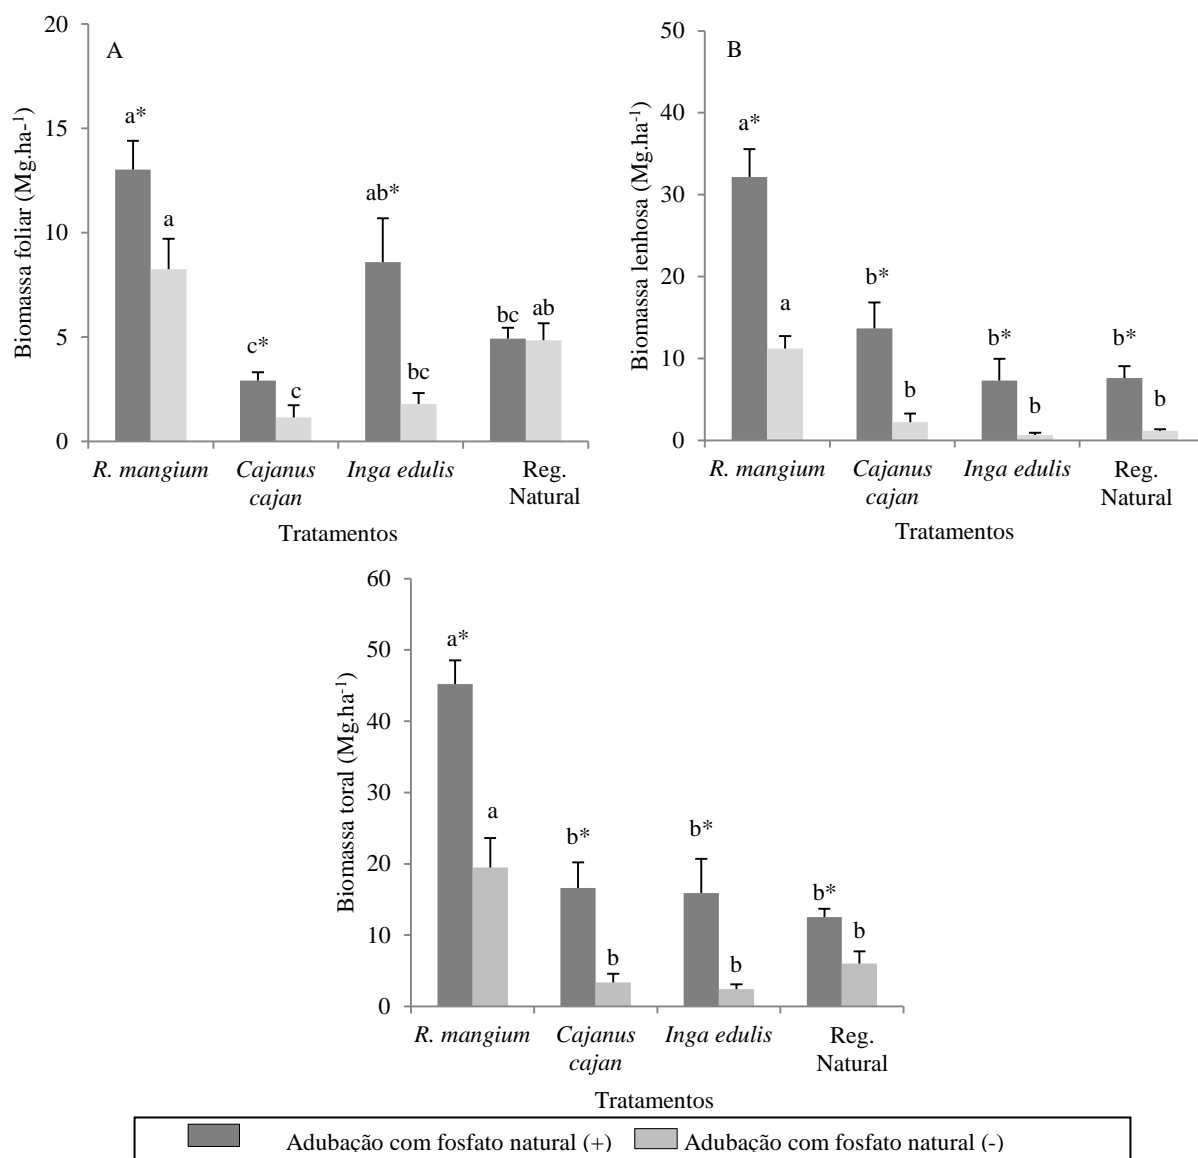 A
20
15
10
5
0
Biomassa foliar (Mg.ha-¹)
a*
a
c*
c
ab*
bc
bc
ab
R. mangium
Cajanus
cajan
Inga edulis
Reg.
Natural
Tratamentos
B
50
40
30
20
10
0
Biomassa lenhosa (Mg.ha⁻¹)
a*
a
b*
b
b*
b
b*
b
R. mangium
Cajanus
cajan
Inga edulis
Reg.
Natural
Tratamentos
60
50
40
30
20
10
0
Biomassa toral (Mg.ha⁻¹)
a*
a
b*
b
b*
b
b*
b
R. mangium
Cajanus
cajan
Inga edulis
Reg.
Natural
Tratamentos
Adubação com fosfato natural (+)
Adubação com fosfato natural (-)